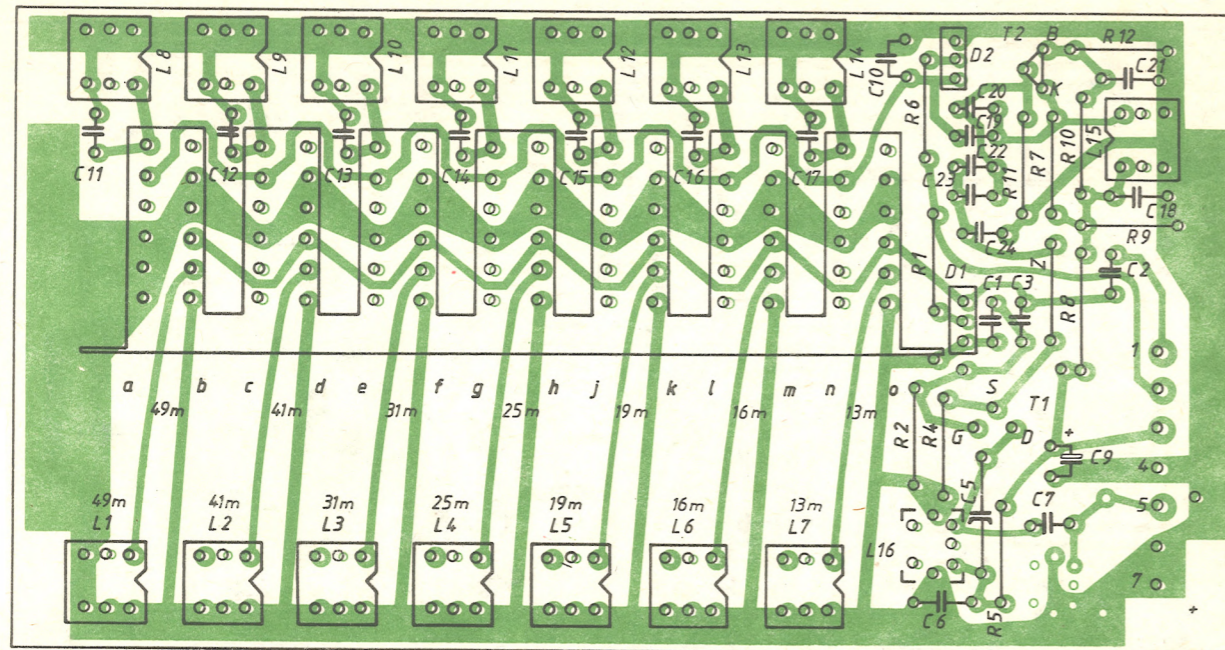 L8 L9 L10 L11 L12 L13 L14 C10 D2 T2 B R12
C21
K
R6 C20
C19
C22
C23 R11 R7 R10 L15
C11 C12 C13 C14 C15 C16 C17
C18
C24 R9
Z
R1 D1 C1 C3 R8 C2
1
a b c d e f g h j k l m n o
S
49m 41m 31m 25m 19m 16m 13m
T1
R2 R4 G D
+
C9 4
49m 41m 31m 25m 19m 16m 13m
L1 L2 L3 L4 L5 L6 L7
C5 C7 5
L16
7
C6 R5
+